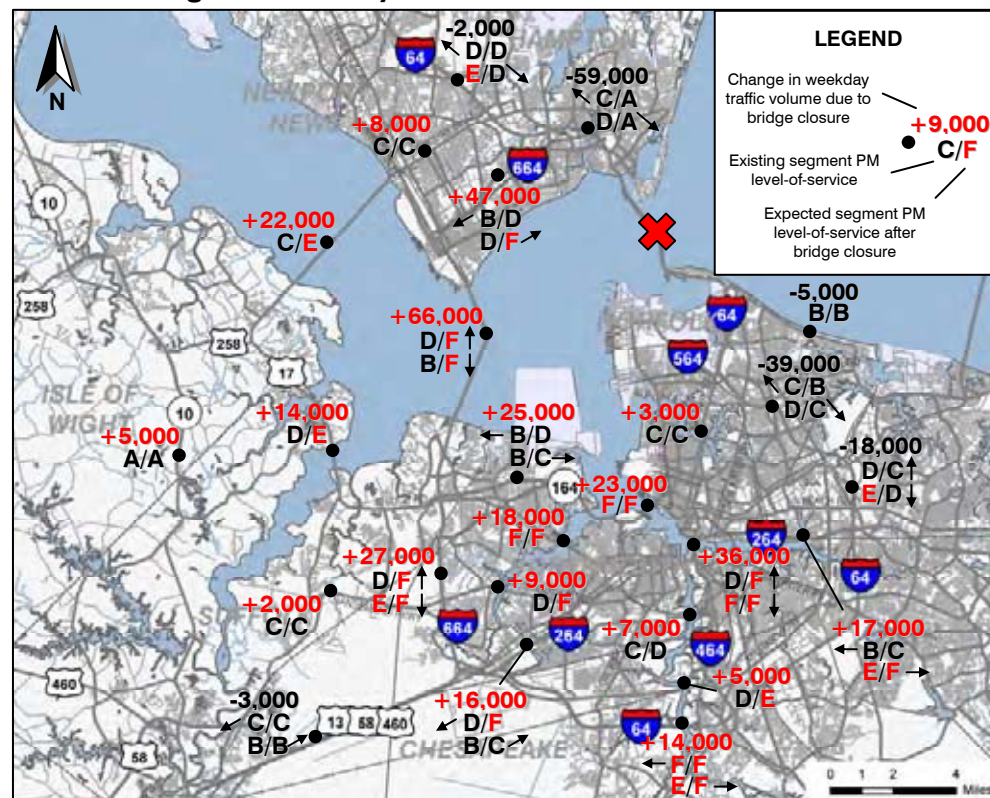 -2,000
D/D
E/D
HAMPTON
64
-59,000
C/A
D/A
N
NEWPORT
NEWS
+8,000
C/C
664
+47,000
B/D
D/F
LEGEND
Change in weekday
traffic volume due to
bridge closure
+9,000
C/F
Existing segment PM
level-of-service
Expected segment PM
level-of-service after
bridge closure
10
+22,000
C/E
258
258
17
+66,000
D/F
B/F
64
564
-5,000
B/B
-39,000
C/B
D/C
ISLE OF
WIGHT
10
+5,000
A/A
+14,000
D/E
+25,000
B/D
B/C
+3,000
C/C
-18,000
D/C
E/D
164
+23,000
F/F
+18,000
F/F
264
64
+27,000
D/F
E/F
+9,000
D/F
+36,000
D/F
F/F
+2,000
C/C
664
264
+7,000
C/D
464
+17,000
B/C
E/F
460
-3,000
C/C
B/B
13 58 460
+16,000
D/F
B/C
+5,000
D/E
58
CHESAPEAKE
64
+14,000
F/F
E/F
0 1 2 4
Miles